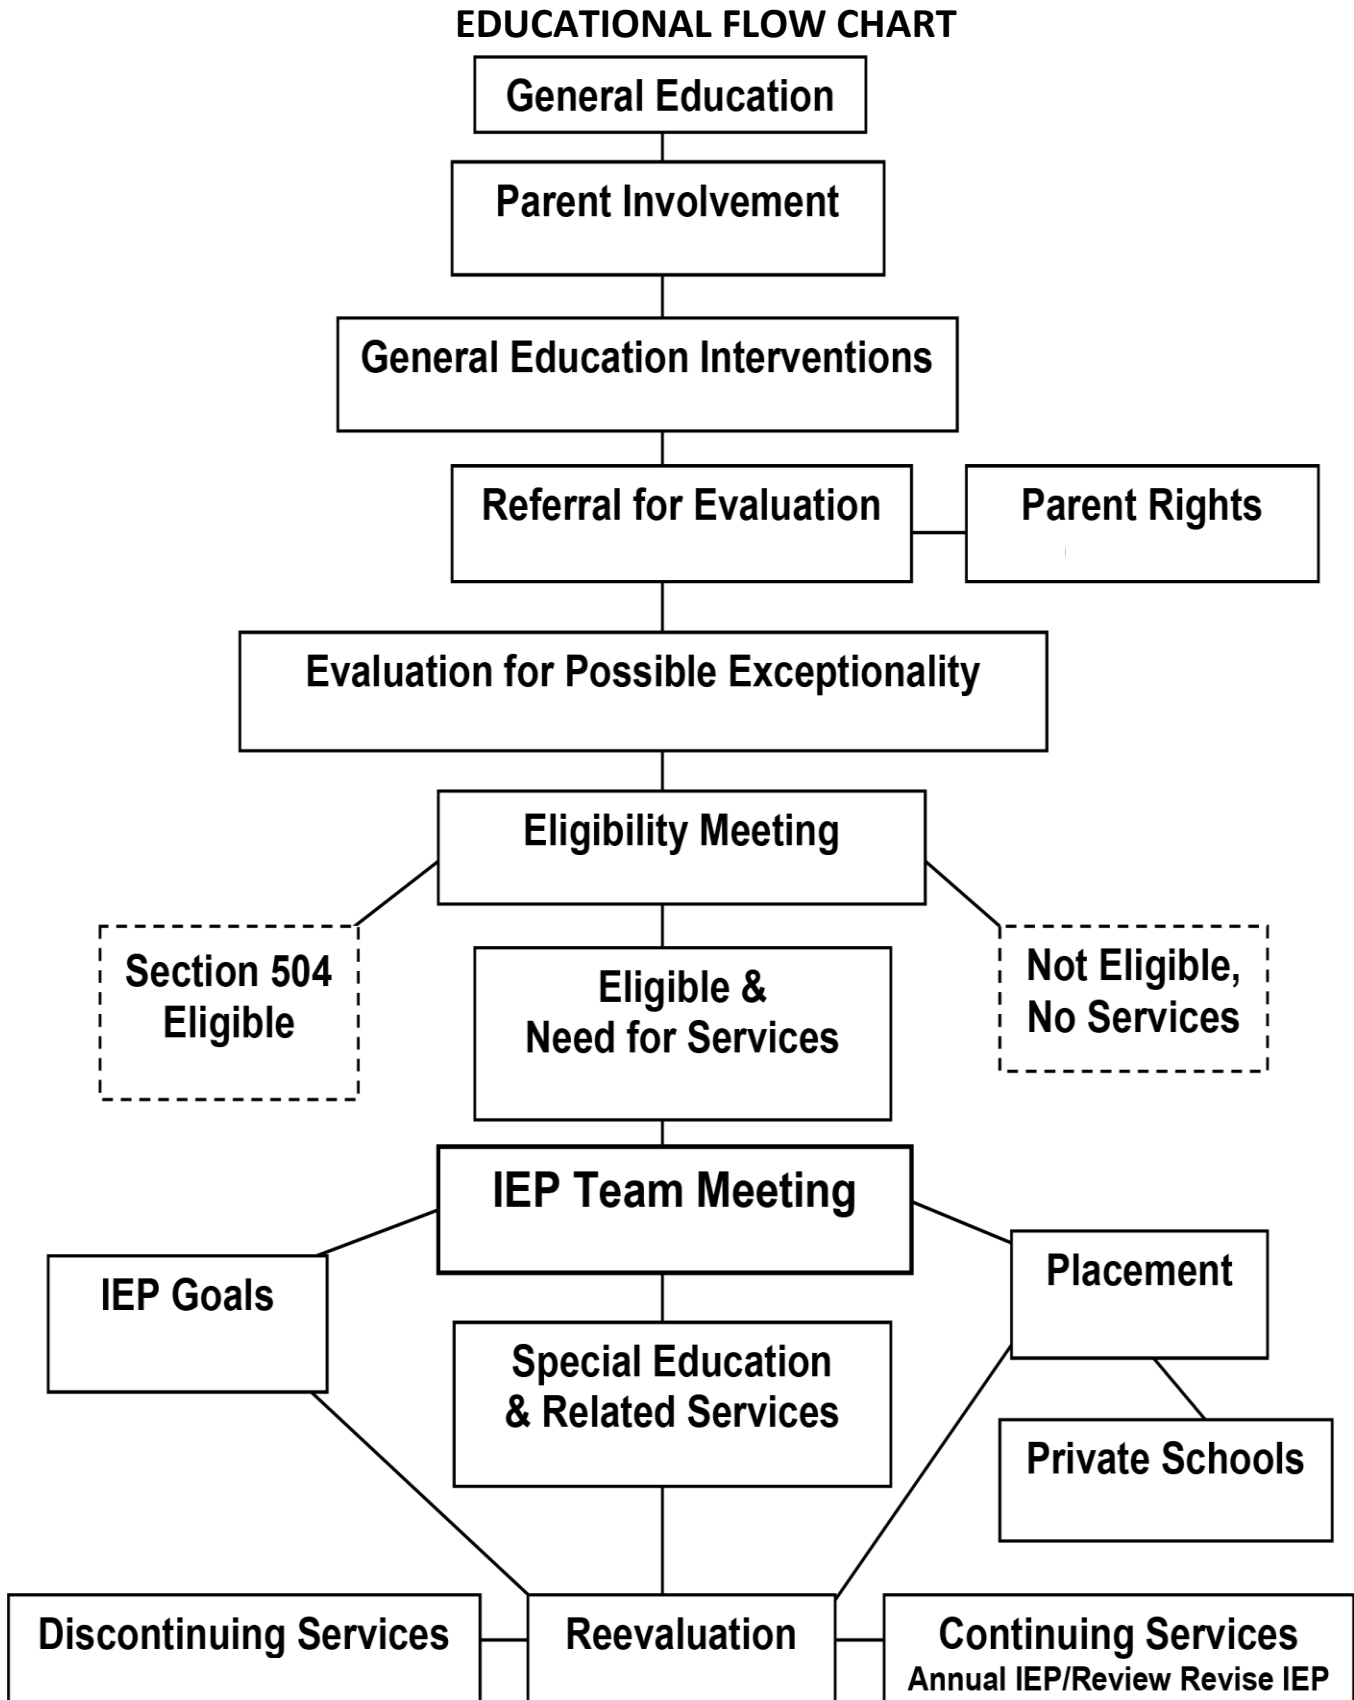 EDUCATIONAL FLOW CHART
General Education
Parent Involvement
General Education Interventions
Referral for Evaluation
Parent Rights
Evaluation for Possible Exceptionality
Eligibility Meeting
Section 504
Eligible
Eligible &
Need for Services
Not Eligible,
No Services
IEP Team Meeting
IEP Goals
Placement
Special Education
& Related Services
Private Schools
Discontinuing Services
Reevaluation
Continuing Services
Annual IEP/Review Revise IEP